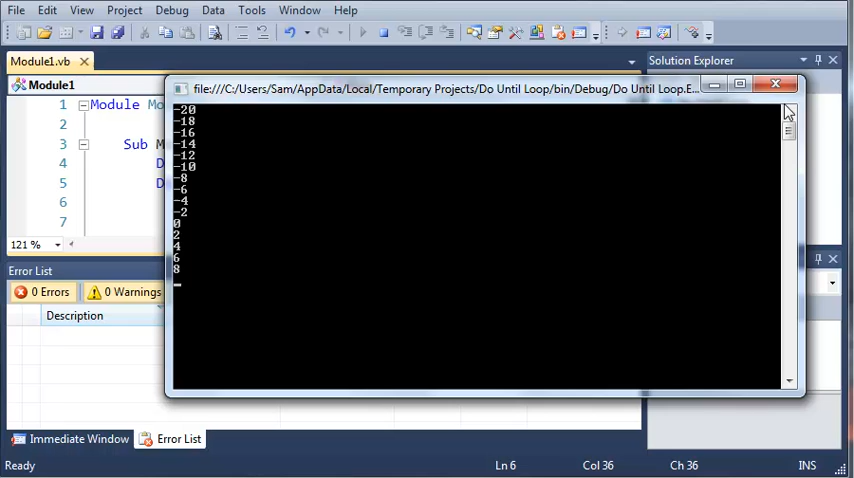 File Edit View Project Debug Data Tools Window Help
Module1.vb
Solution Explorer
Module1
file:///C:/Users/Sam/AppData/Local/Temporary Projects/Do Until Loop/bin/Debug/Do Until Loop.E...
1 Module
2
3 Sub
4
5
6
7
-20
-18
-16
-14
-12
-10
-8
-6
-4
-2
0
2
4
6
8
121 %
Error List
0 Errors
0 Warnings
Description
Immediate Window
Error List
Ready
Ln 6
Col 36
Ch 36
INS